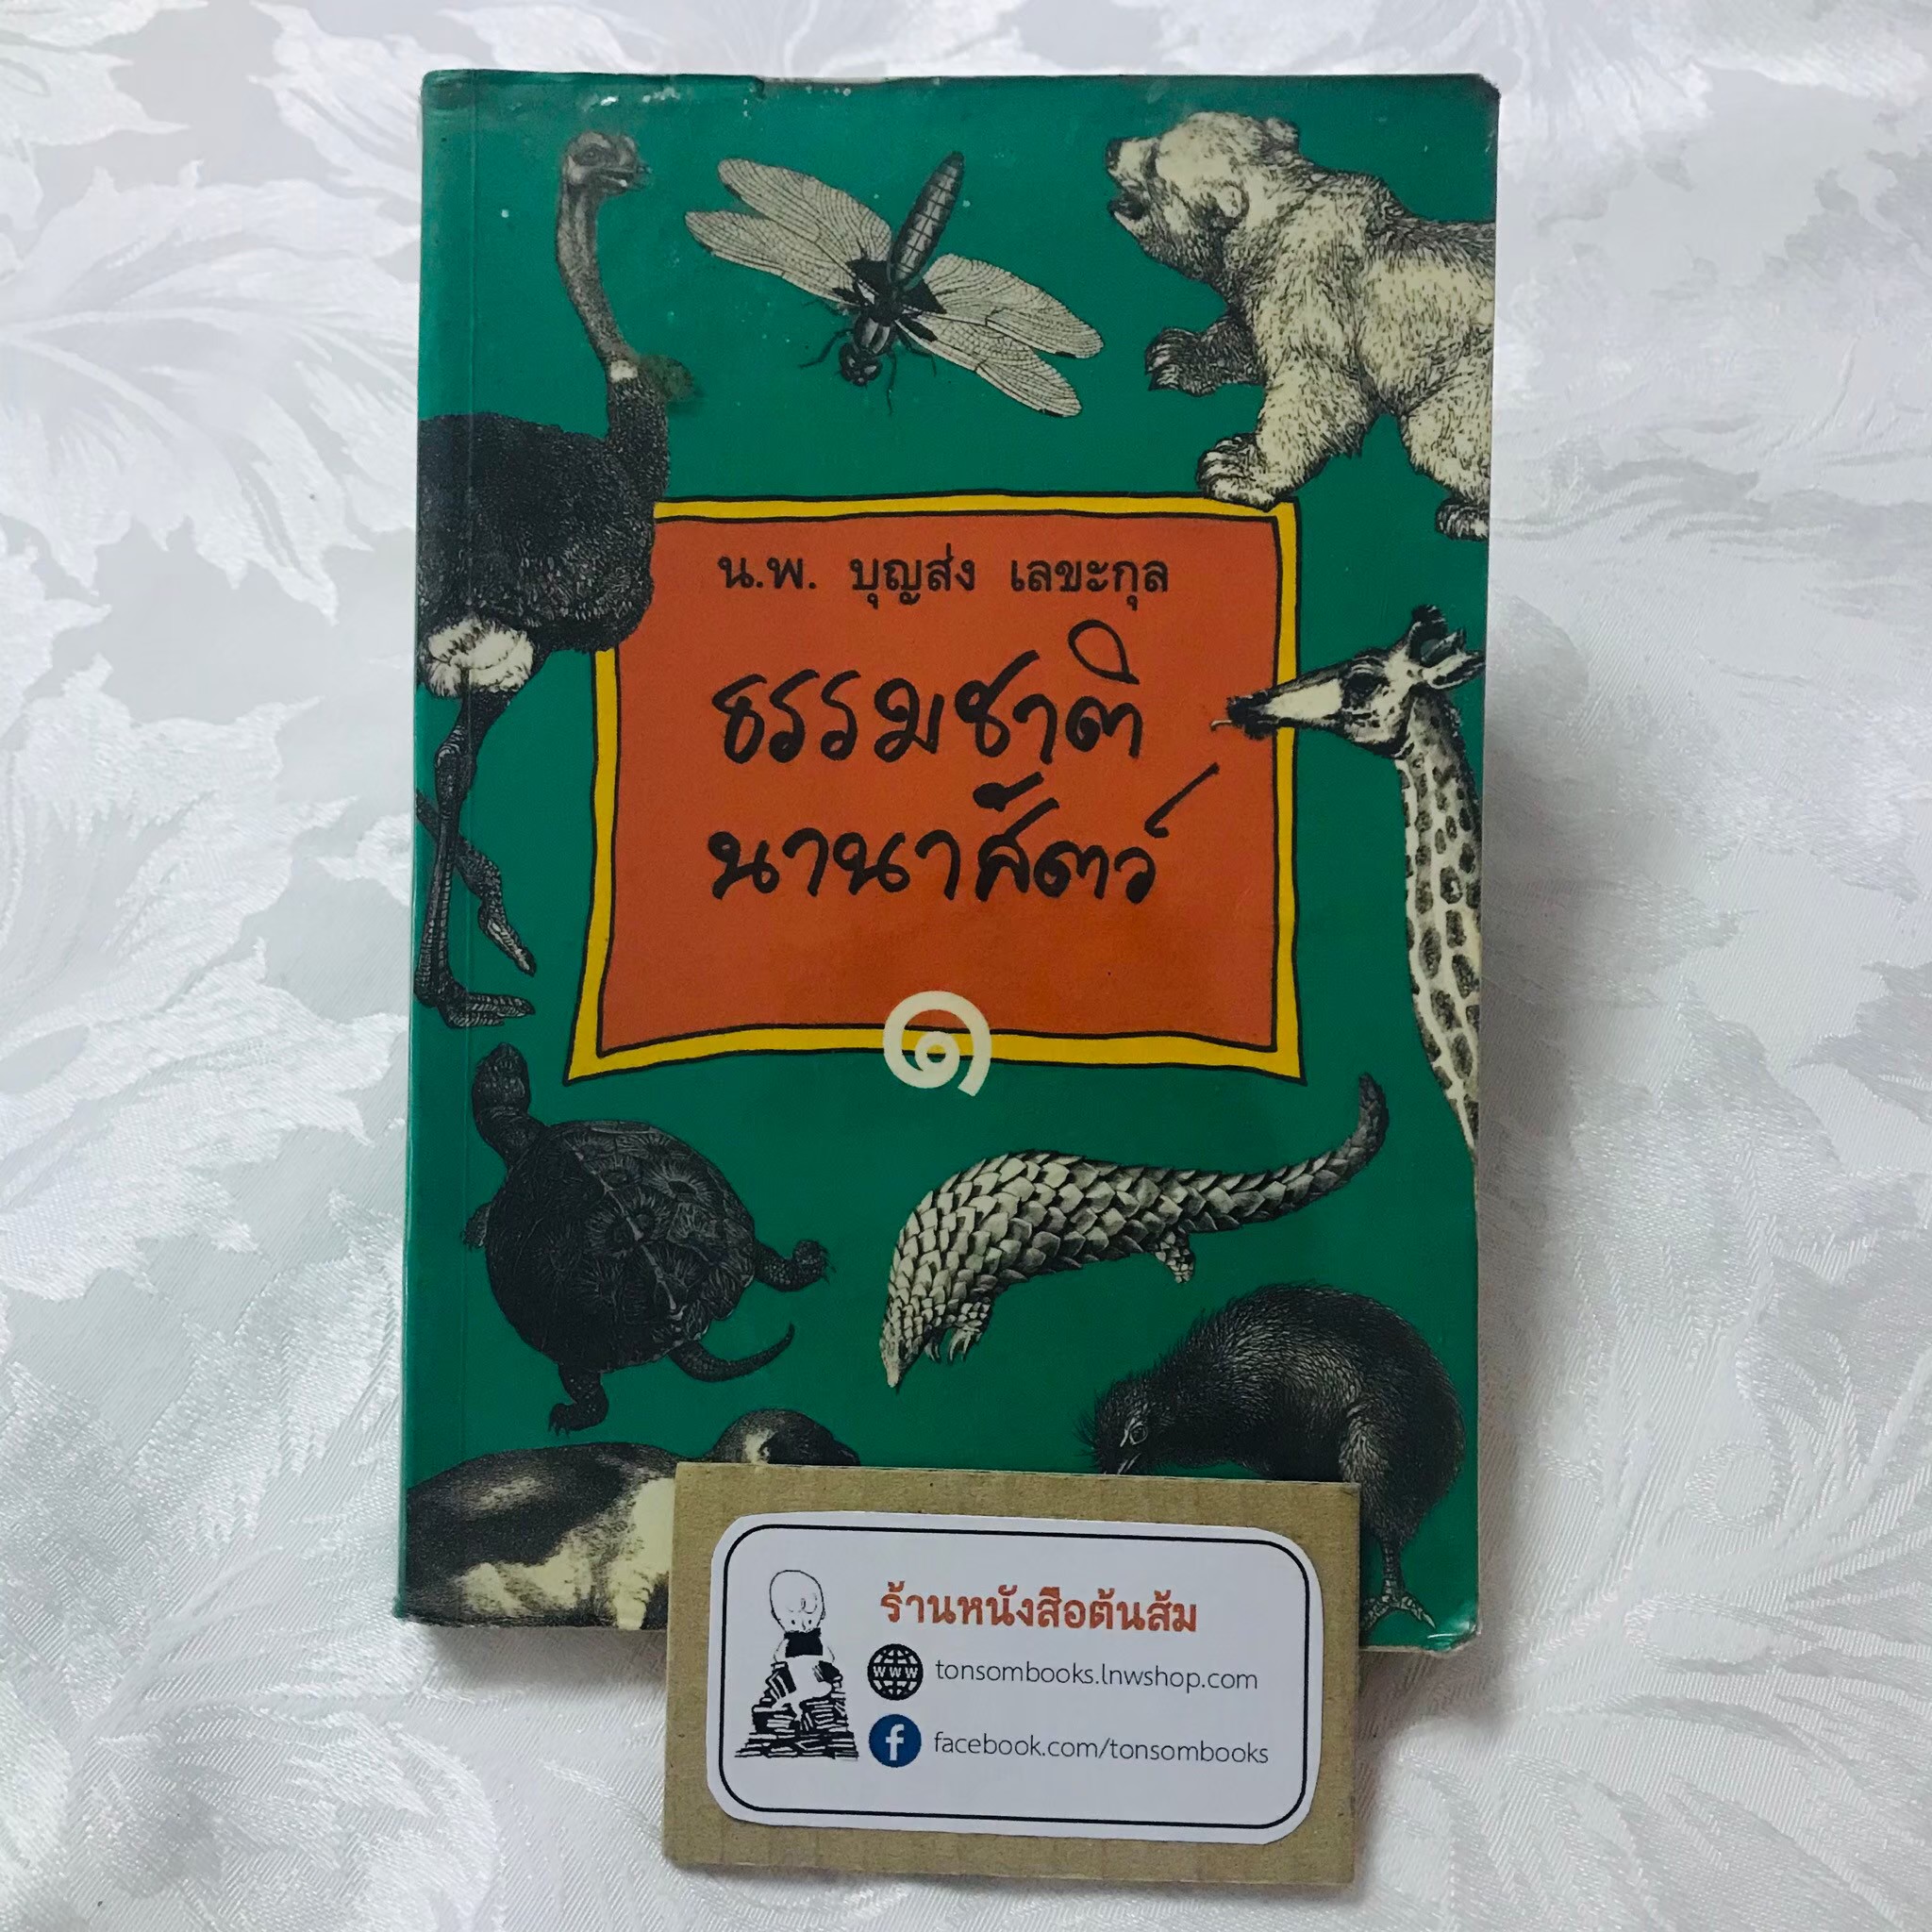 น.พ. บุญส่ง เลขะกุล
ธรรมชาติ
นานาสัตว์
๑
ร้านหนังสือต้นส้ม
www tonsombooks.lnwshop.com
f facebook.com/tonsombooks